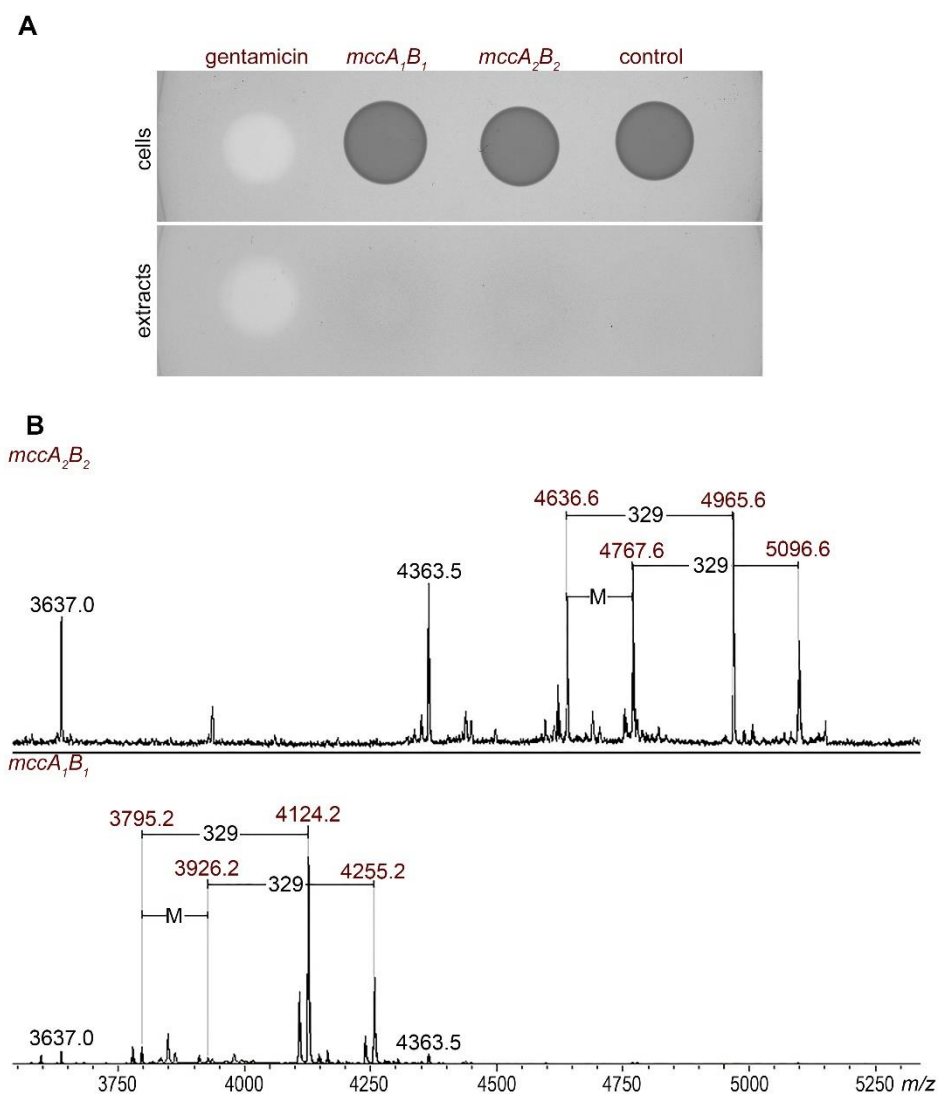 A
gentamicin mccA₁B₁ mccA₂B₂ control
cells
extracts
B
mccA₂B₂
4636.6 4965.6
329
4767.6 5096.6
4363.5 329
3637.0 M
mccA₁B₁
3795.2 4124.2
329
3926.2 4255.2
329
M
3637.0 4363.5
3750 4000 4250 4500 4750 5000 5250 m/z